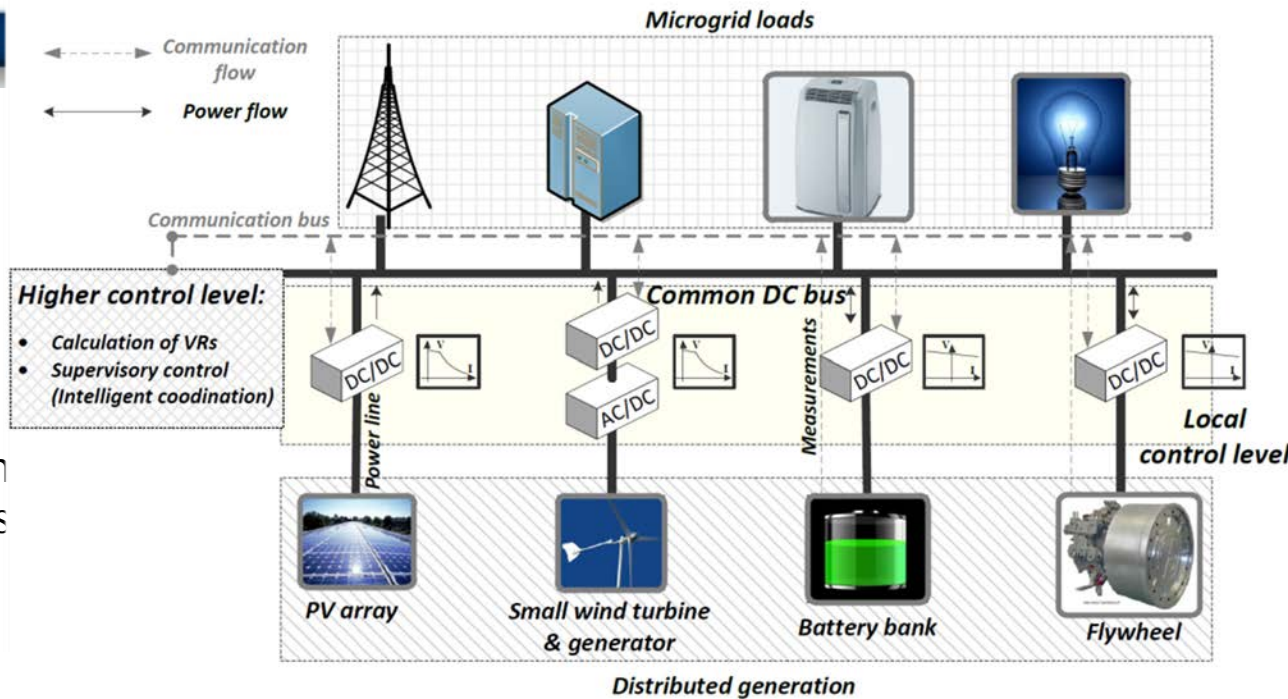 Microgrid loads
Communication
flow
Power flow
Communication bus
Higher control level:
• Calculation of VRs
• Supervisory control
(Intelligent coodination)
Common DC bus
DC/DC
V
I
DC/DC
AC/DC
V
I
DC/DC
V
I
DC/DC
V
I
Power line
Measurements
Local
control level
n
s
PV array
Small wind turbine
& generator
Battery bank
Flywheel
Distributed generation